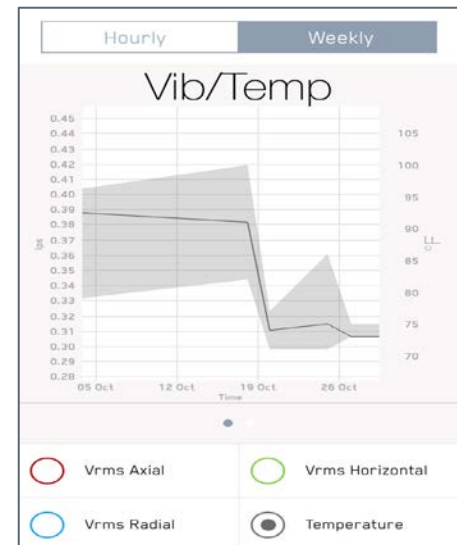 Hourly Weekly
Vib/Temp
0.45
0.44 105
0.43
0.42 100
0.41
0.40 95
0.39
0.38 90
0.37
ips °F
0.36
0.35 85
0.34
0.33 80
0.32
0.31 75
0.30
0.29 70
0.28
05 Oct 12 Oct 19 Oct 26 Oct
Time
Vrms Axial Vrms Horizontal
Vrms Radial Temperature